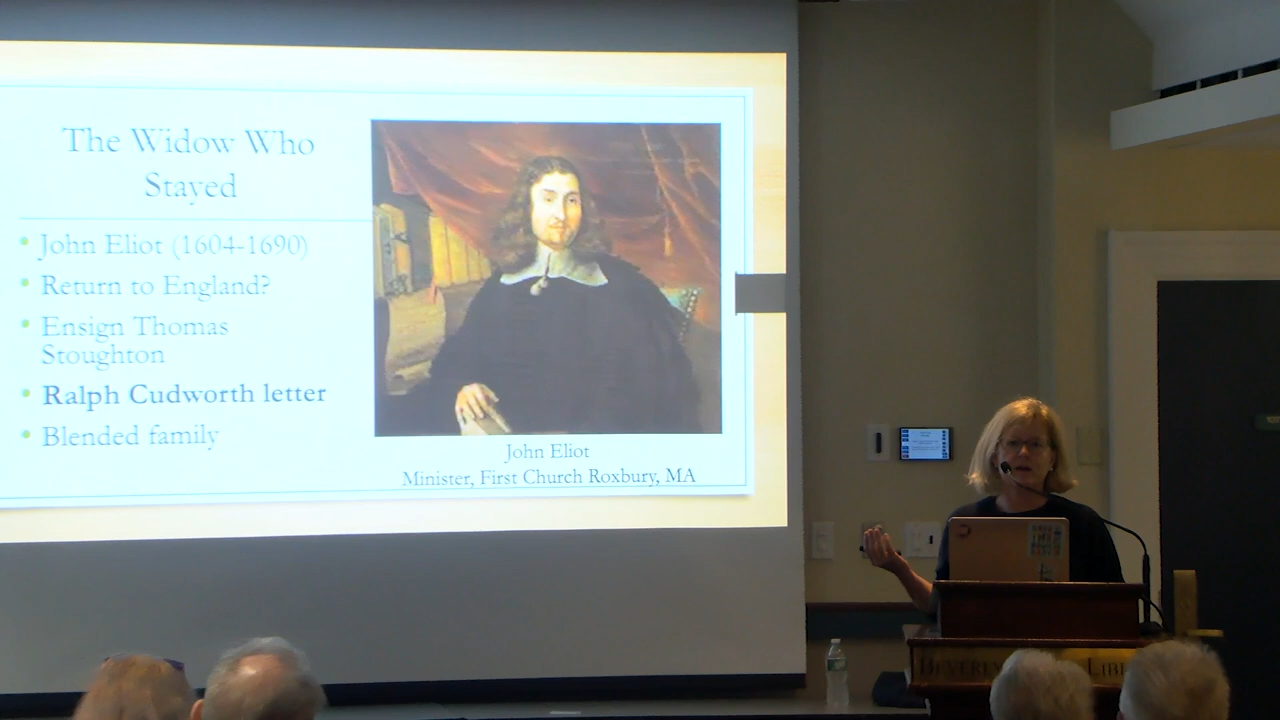 The Widow Who
Stayed
John Eliot (1604-1690)
Return to England?
Ensign Thomas
Stoughton
Ralph Cudworth letter
Blended family
John Eliot
Minister, First Church Roxbury, MA
BEVERLY